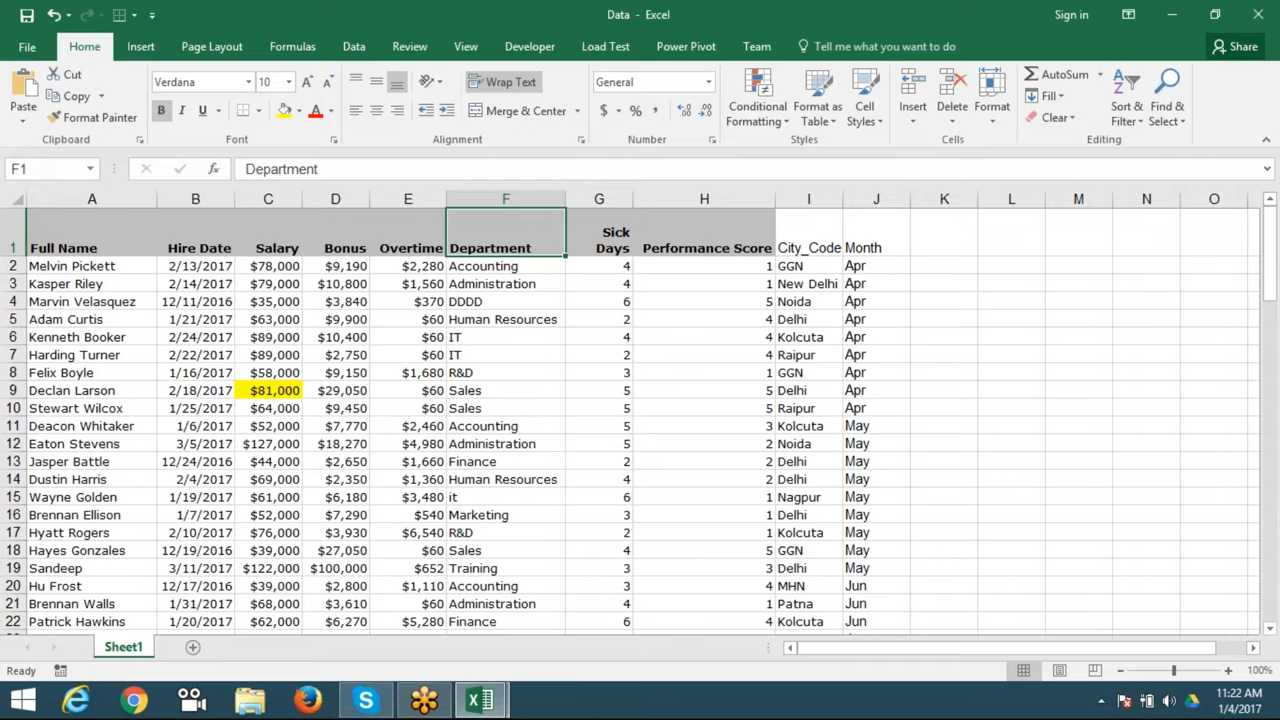 Data - Excel
Sign in
File Home Insert Page Layout Formulas Data Review View Developer Load Test Power Pivot Team Tell me what you want to do Share
Paste
Cut
Copy
Format Painter
Clipboard
Verdana 10
B I U
Font
Wrap Text
Merge & Center
Alignment
General
$ % ,
Number
Conditional Formatting
Format as Table
Cell Styles
Styles
Insert
Delete
Format
Cells
AutoSum
Fill
Clear
Sort & Filter
Find & Select
Editing
F1 fx Department
A B C D E F G H I J K L M N O
1 Full Name Hire Date Salary Bonus Overtime Department Sick Days Performance Score City_Code Month
2 Melvin Pickett 2/13/2017 $78,000 $9,190 $2,280 Accounting 4 1 GGN Apr
3 Kasper Riley 2/14/2017 $79,000 $10,800 $1,560 Administration 4 1 New Delhi Apr
4 Marvin Velasquez 12/11/2016 $35,000 $3,840 $370 DDDD 6 5 Noida Apr
5 Adam Curtis 1/21/2017 $63,000 $9,900 $60 Human Resources 2 4 Delhi Apr
6 Kenneth Booker 2/24/2017 $89,000 $10,400 $60 IT 4 4 Kolcuta Apr
7 Harding Turner 2/22/2017 $89,000 $2,750 $60 IT 2 4 Raipur Apr
8 Felix Boyle 1/16/2017 $58,000 $9,150 $1,680 R&D 3 1 GGN Apr
9 Declan Larson 2/18/2017 $81,000 $29,050 $60 Sales 5 5 Delhi Apr
10 Stewart Wilcox 1/25/2017 $64,000 $9,450 $60 Sales 5 5 Raipur Apr
11 Deacon Whitaker 1/6/2017 $52,000 $7,770 $2,460 Accounting 5 3 Kolcuta May
12 Eaton Stevens 3/5/2017 $127,000 $18,270 $4,980 Administration 5 2 Noida May
13 Jasper Battle 12/24/2016 $44,000 $2,650 $1,660 Finance 2 2 Delhi May
14 Dustin Harris 2/4/2017 $69,000 $2,350 $1,360 Human Resources 4 2 Delhi May
15 Wayne Golden 1/19/2017 $61,000 $6,180 $3,480 it 6 1 Nagpur May
16 Brennan Ellison 1/7/2017 $52,000 $7,290 $540 Marketing 3 1 Delhi May
17 Hyatt Rogers 2/10/2017 $76,000 $3,930 $6,540 R&D 2 1 Kolcuta May
18 Hayes Gonzales 12/19/2016 $39,000 $27,050 $60 Sales 4 5 GGN May
19 Sandeep 3/11/2017 $122,000 $100,000 $652 Training 3 3 Delhi May
20 Hu Frost 12/17/2016 $39,000 $2,800 $1,110 Accounting 3 4 MHN Jun
21 Brennan Walls 1/31/2017 $68,000 $3,610 $60 Administration 4 1 Patna Jun
22 Patrick Hawkins 1/20/2017 $62,000 $6,270 $5,280 Finance 6 4 Kolcuta Jun
Sheet1
Ready 100%
11:22 AM
1/4/2017